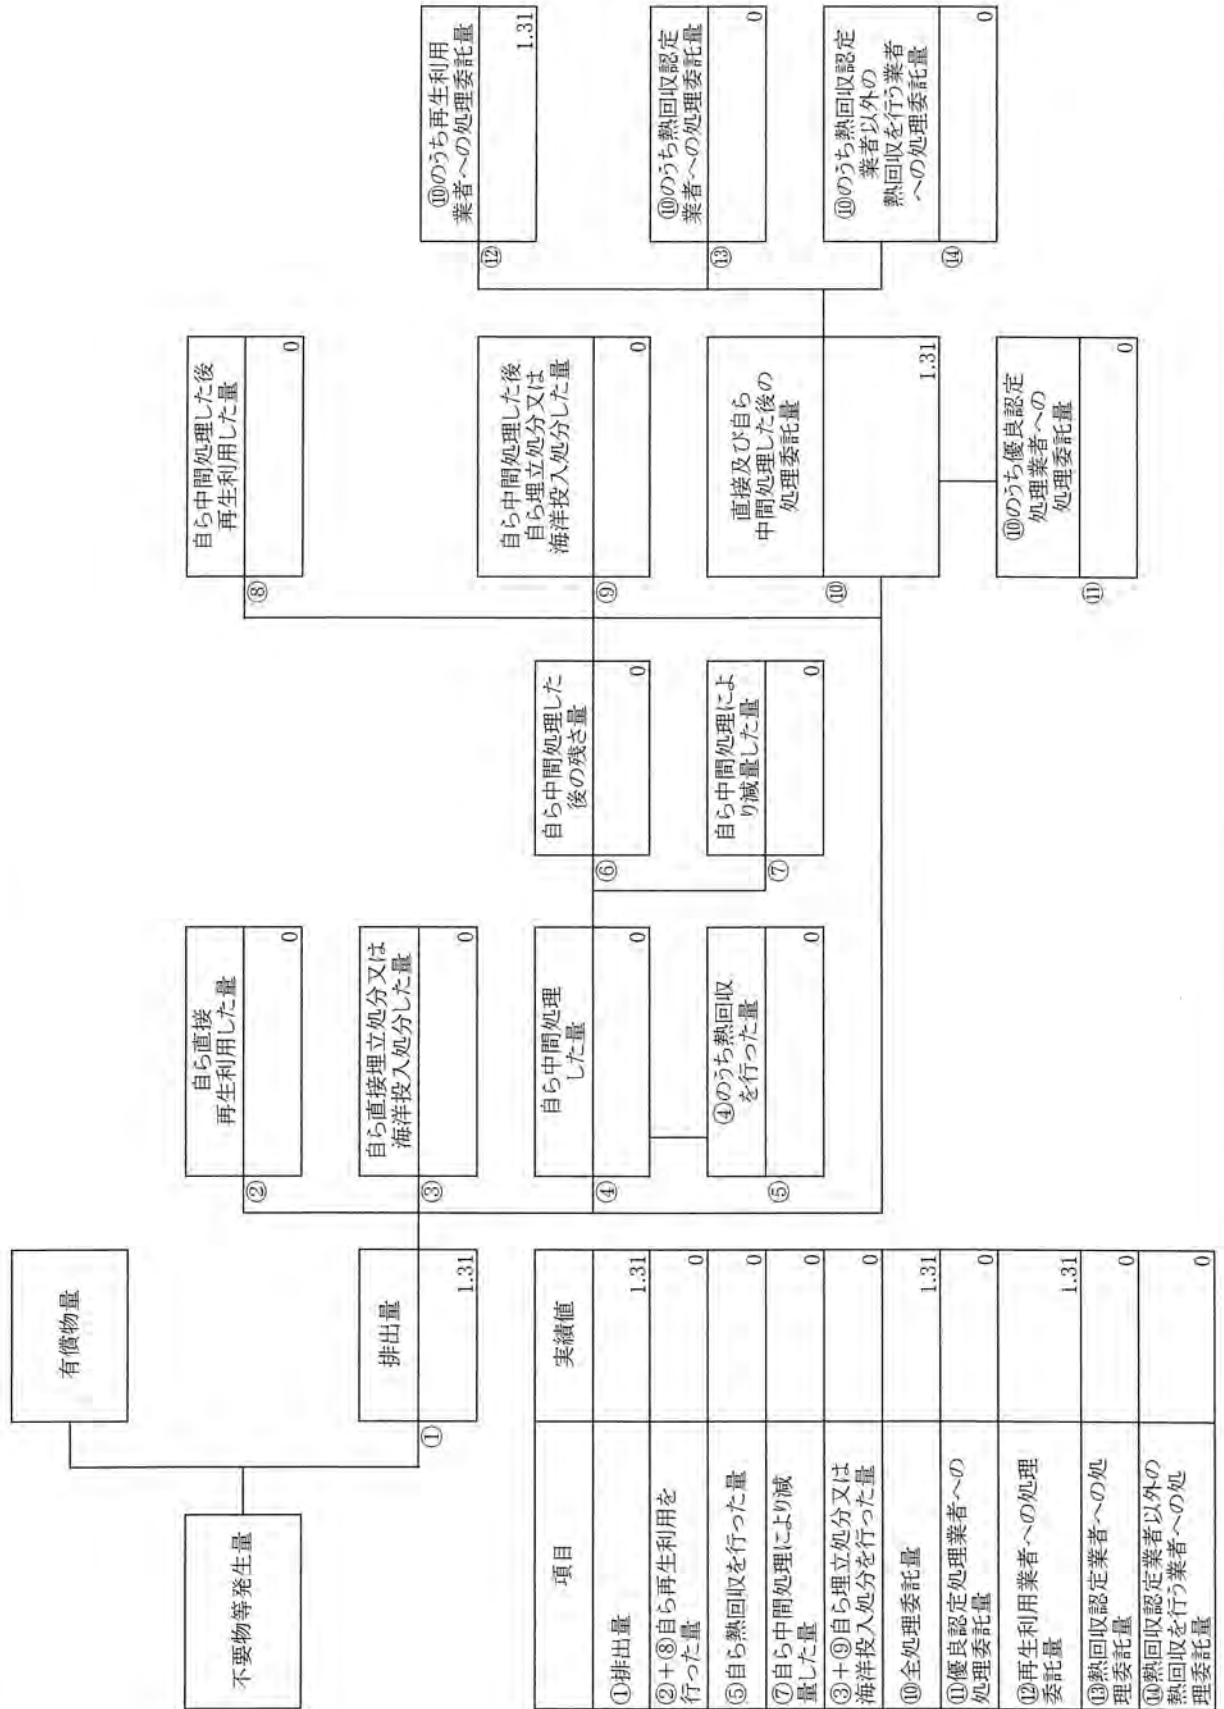 不要物等発生量
有償物量
①
排出量
1.31
②
自ら直接
再生利用した量
0
③
自ら直接埋立処分又は
海洋投入処分した量
0
④
自ら中間処理
した量
0
⑤
④のうち熱回収
を行った量
0
⑥
自ら中間処理した
後の残さ量
0
⑦
自ら中間処理によ
り減量した量
0
⑧
自ら中間処理した後
再生利用した量
0
⑨
自ら中間処理した後
自ら埋立処分又は
海洋投入処分した量
0
⑩
直接及び自ら
中間処理した後の
処理委託量
1.31
⑪
⑩のうち優良認定
処理業者への
処理委託量
0
⑫
⑩のうち再生利用
業者への処理委託量
1.31
⑬
⑩のうち熱回収認定
業者への処理委託量
0
⑭
⑩のうち熱回収認定
業者以外の
熱回収を行う業者
への処理委託量
0
項目 実績値
①排出量 1.31
②+⑧自ら再生利用を
行った量 0
⑤自ら熱回収を行った量 0
⑦自ら中間処理により減
量した量 0
③+⑨自ら埋立処分又は
海洋投入処分を行った量 0
⑩全処理委託量 1.31
⑪優良認定処理業者への
処理委託量 0
⑫再生利用業者への処理
委託量 1.31
⑬熱回収認定業者への処
理委託量 0
⑭熱回収認定業者以外の
熱回収を行う業者への処
理委託量 0